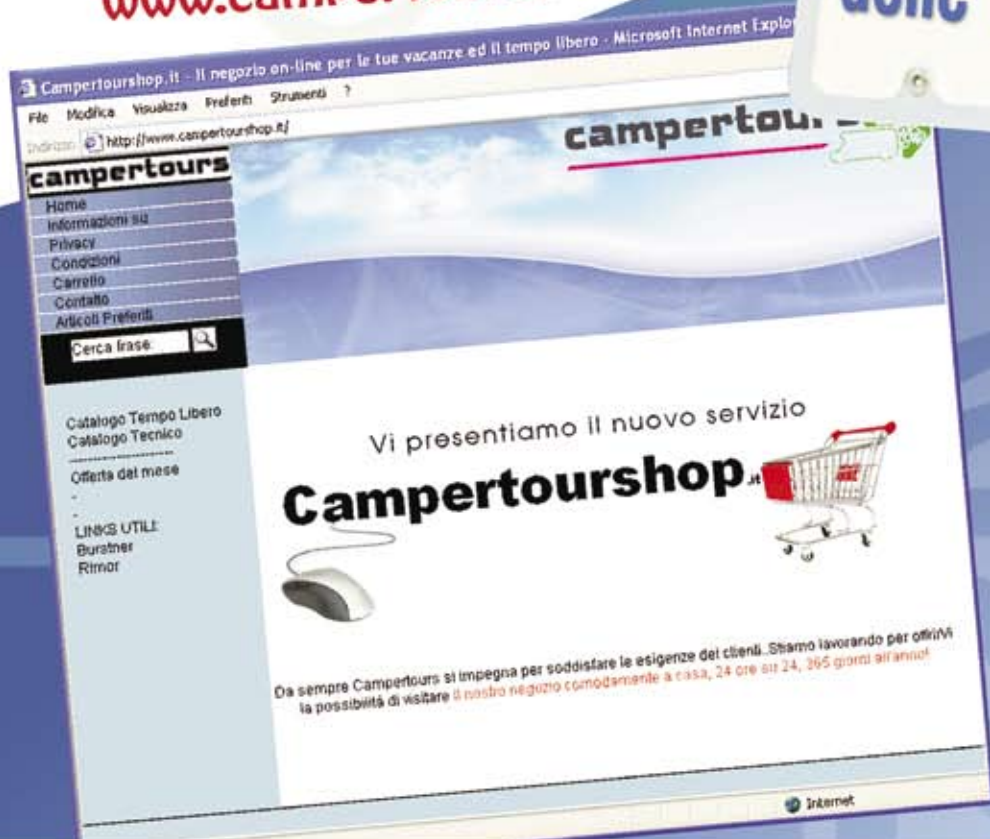 Campertourshop.it - Il negozio on-line per le tue vacanze ed il tempo libero - Microsoft Internet Explo
File Modifica Visualizza Preferiti Strumenti ?
Indirizzo http://www.campertourshop.it/
campertours
campertou
Home
Informazioni su
Privacy
Condizioni
Carrello
Contatto
Articoli Preferiti
Cerca frase
Catalogo Tempo Libero
Catalogo Tecnico
--------------------
Offerta del mese
-
-
LINKS UTILI:
Burstner
Rimor
Vi presentiamo il nuovo servizio
Campertourshop.it
Da sempre Campertours si impegna per soddisfare le esigenze dei clienti. Stiamo lavorando per offrirVi
la possibilità di visitare il nostro negozio comodamente a casa, 24 ore su 24, 365 giorni all'anno!
Internet